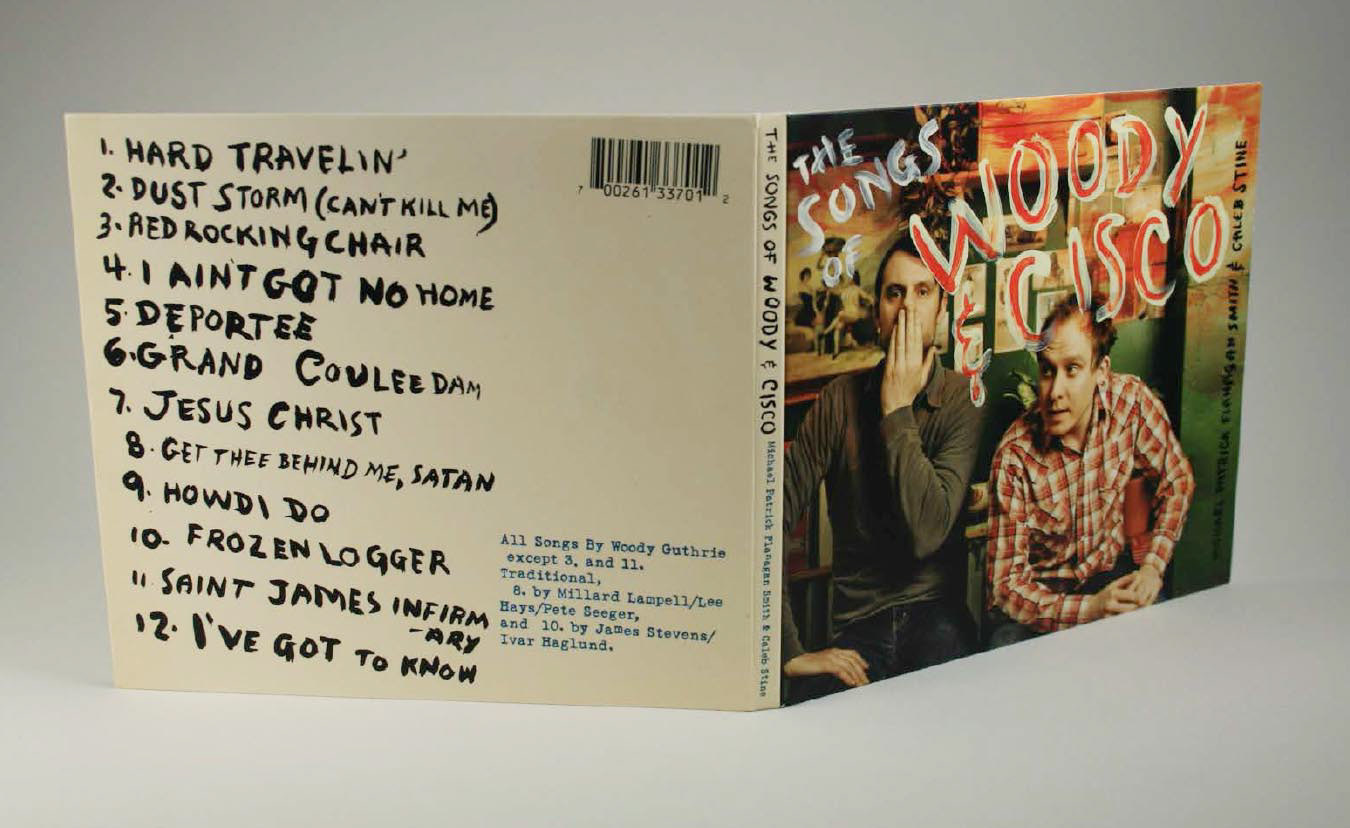 1. HARD TRAVELIN'
2. DUST STORM (CAN'T KILL ME)
3. RED ROCKING CHAIR
4. I AIN'T GOT NO HOME
5. DEPORTEE
6. GRAND COULEE DAM
7. JESUS CHRIST
8. GET THEE BEHIND ME, SATAN
9. HOWDI DO
10. FROZEN LOGGER
11 SAINT JAMES INFIRM
-ARY
12. I'VE GOT TO KNOW
7 00261 33701 2
All Songs By Woody Guthrie
except 3, and 11.
Traditional,
8. by Millard Lampell/Lee
Hays/Pete Seeger,
and 10. by James Stevens/
Ivar Haglund.
THE SONGS OF WOODY & CISCO Michael Patrick Flanagan Smith & Caleb Stine
THE
SONGS
OF
WOODY
& CISCO
MICHAEL PATRICK FLANAGAN SMITH & CALEB STINE